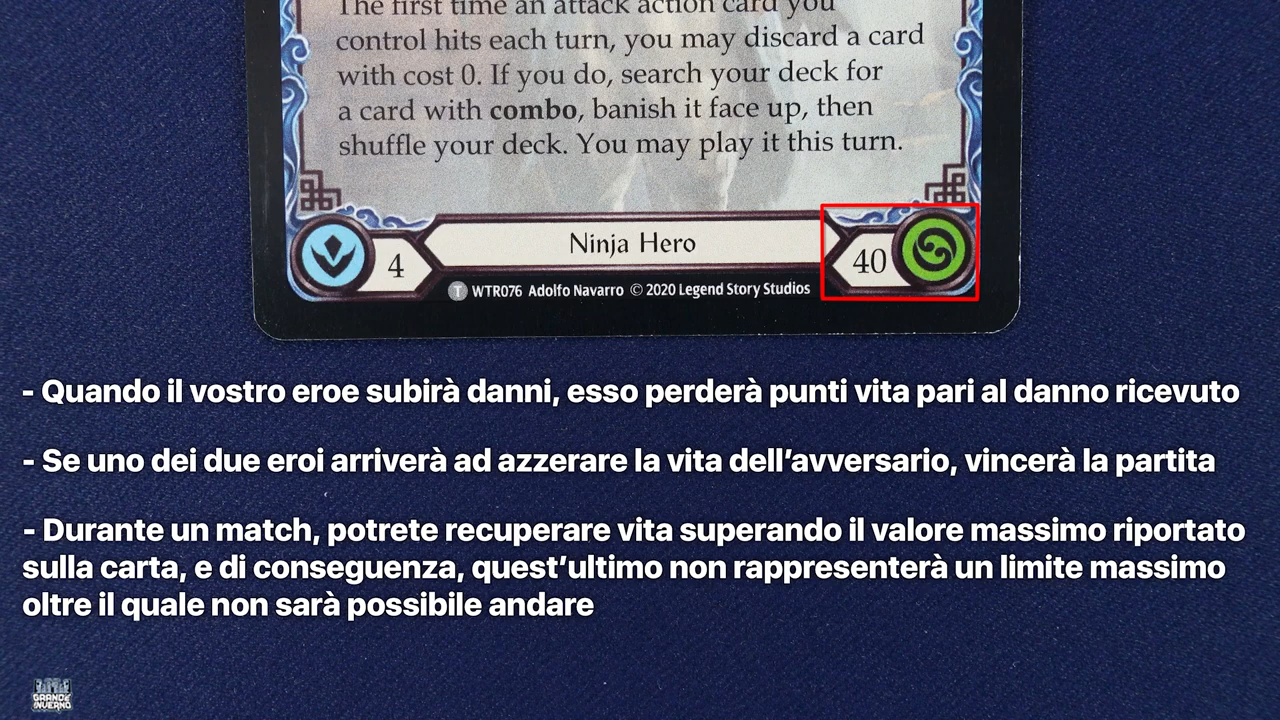 The first time an attack action card you
control hits each turn, you may discard a card
with cost 0. If you do, search your deck for
a card with combo, banish it face up, then
shuffle your deck. You may play it this turn.
4
Ninja Hero
40
T WTR076 Adolfo Navarro © 2020 Legend Story Studios
- Quando il vostro eroe subirà danni, esso perderà punti vita pari al danno ricevuto
- Se uno dei due eroi arriverà ad azzerare la vita dell’avversario, vincerà la partita
- Durante un match, potrete recuperare vita superando il valore massimo riportato
sulla carta, e di conseguenza, quest’ultimo non rappresenterà un limite massimo
oltre il quale non sarà possibile andare
GRANDE
INVERNO